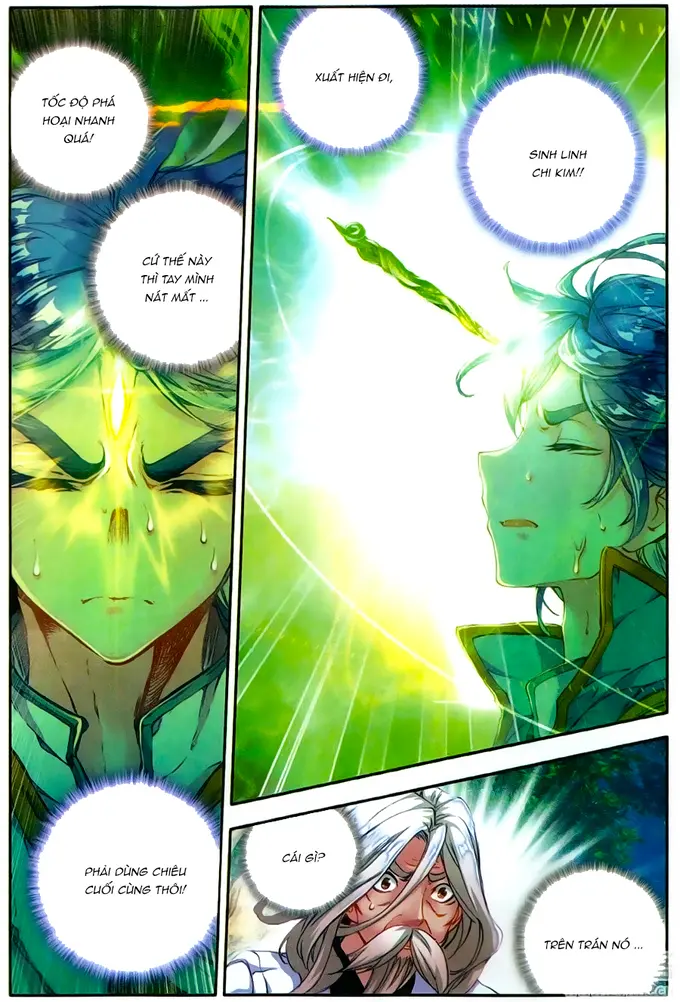 TỐC ĐỘ PHÁ
HOẠI NHANH
QUÁ!
CỨ THẾ NÀY
THÌ TAY MÌNH
NÁT MẤT ...
PHẢI DÙNG CHIÊU
CUỐI CÙNG THÔI!
XUẤT HIỆN ĐI,
SINH LINH
CHI KIM!!
CÁI GÌ?
TRÊN TRÁN NÓ ...